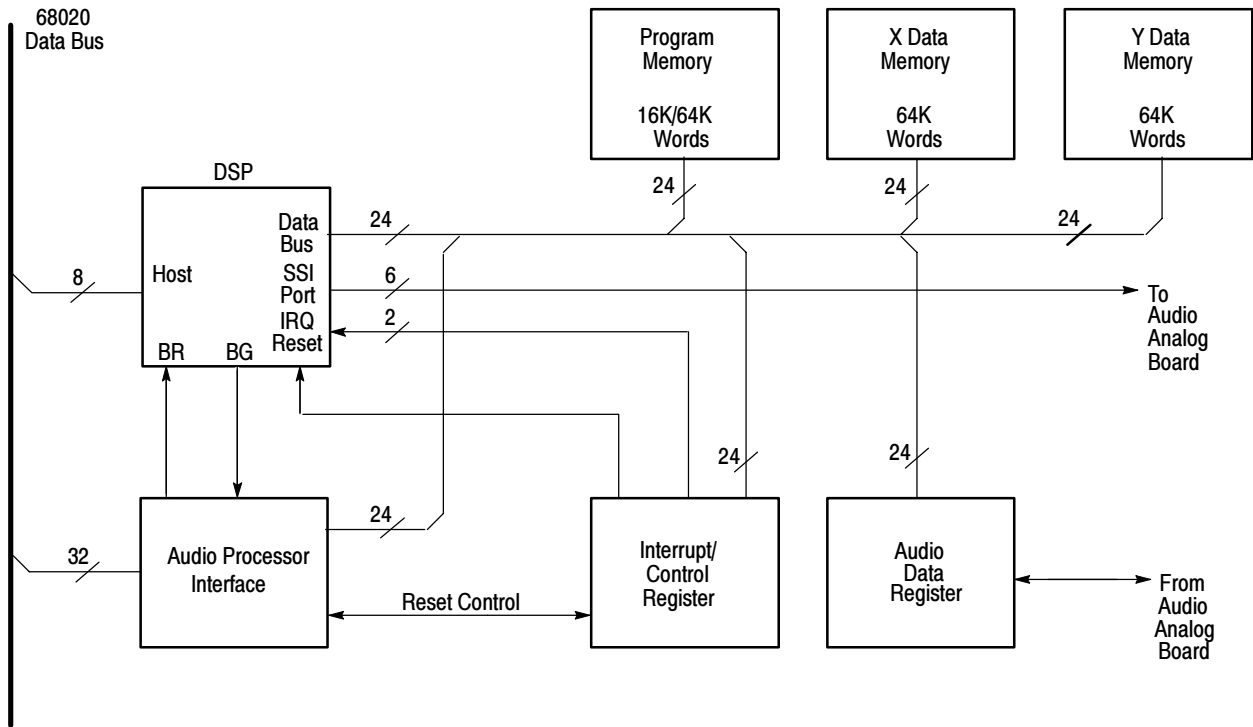 68020
Data Bus
Program
Memory
16K/64K
Words
X Data
Memory
64K
Words
Y Data
Memory
64K
Words
24
24
24
DSP
Data
Bus
24
8
Host
SSI
Port
6
To
Audio
Analog
Board
IRQ
Reset
2
BR
BG
24
24
24
32
Audio Processor
Interface
Reset Control
Interrupt/
Control
Register
Audio
Data
Register
From
Audio
Analog
Board